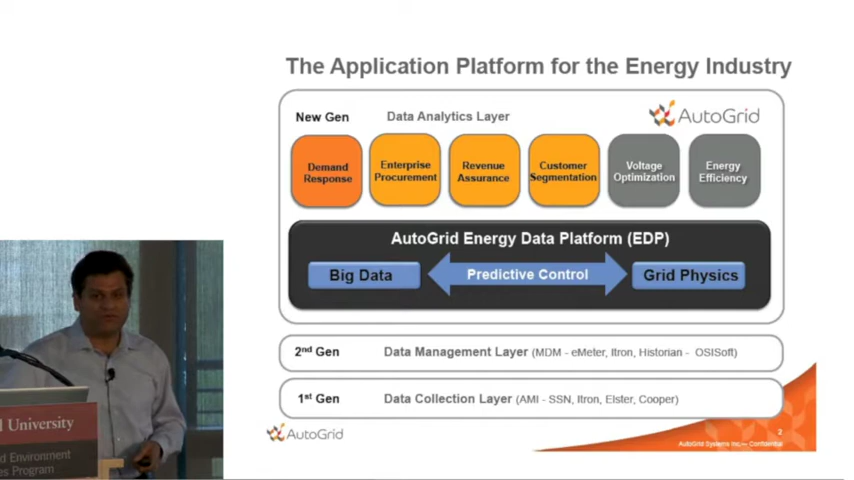 The Application Platform for the Energy Industry
New Gen
Data Analytics Layer
AutoGrid
Demand
Response
Enterprise
Procurement
Revenue
Assurance
Customer
Segmentation
Voltage
Optimization
Energy
Efficiency
AutoGrid Energy Data Platform (EDP)
Big Data
Predictive Control
Grid Physics
2nd Gen
Data Management Layer (MDM - eMeter, Itron, Historian - OSISoft)
1st Gen
Data Collection Layer (AMI - SSN, Itron, Elster, Cooper)
AutoGrid
2
AutoGrid Systems Inc.— Confidential
University
Environment
Program